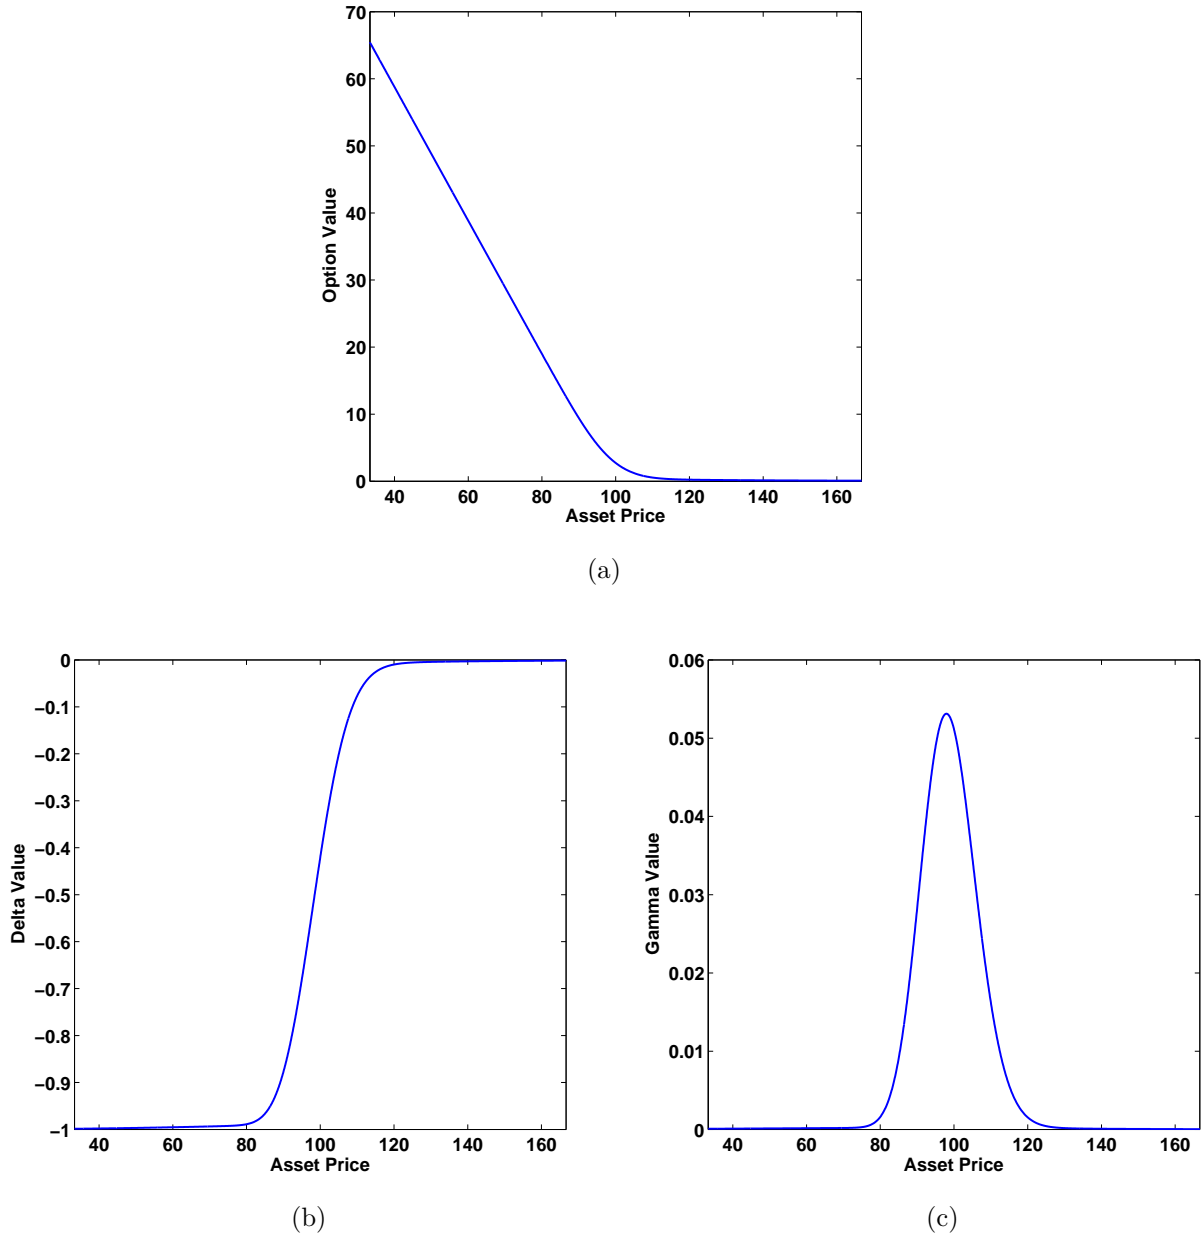 70
60
50
40
30
20
10
0
Option Value
40 60 80 100 120 140 160
Asset Price
(a)
0
−0.1
−0.2
−0.3
−0.4
−0.5
−0.6
−0.7
−0.8
−0.9
−1
Delta Value
40 60 80 100 120 140 160
Asset Price
(b)
0.06
0.05
0.04
0.03
0.02
0.01
0
Gamma Value
40 60 80 100 120 140 160
Asset Price
(c)